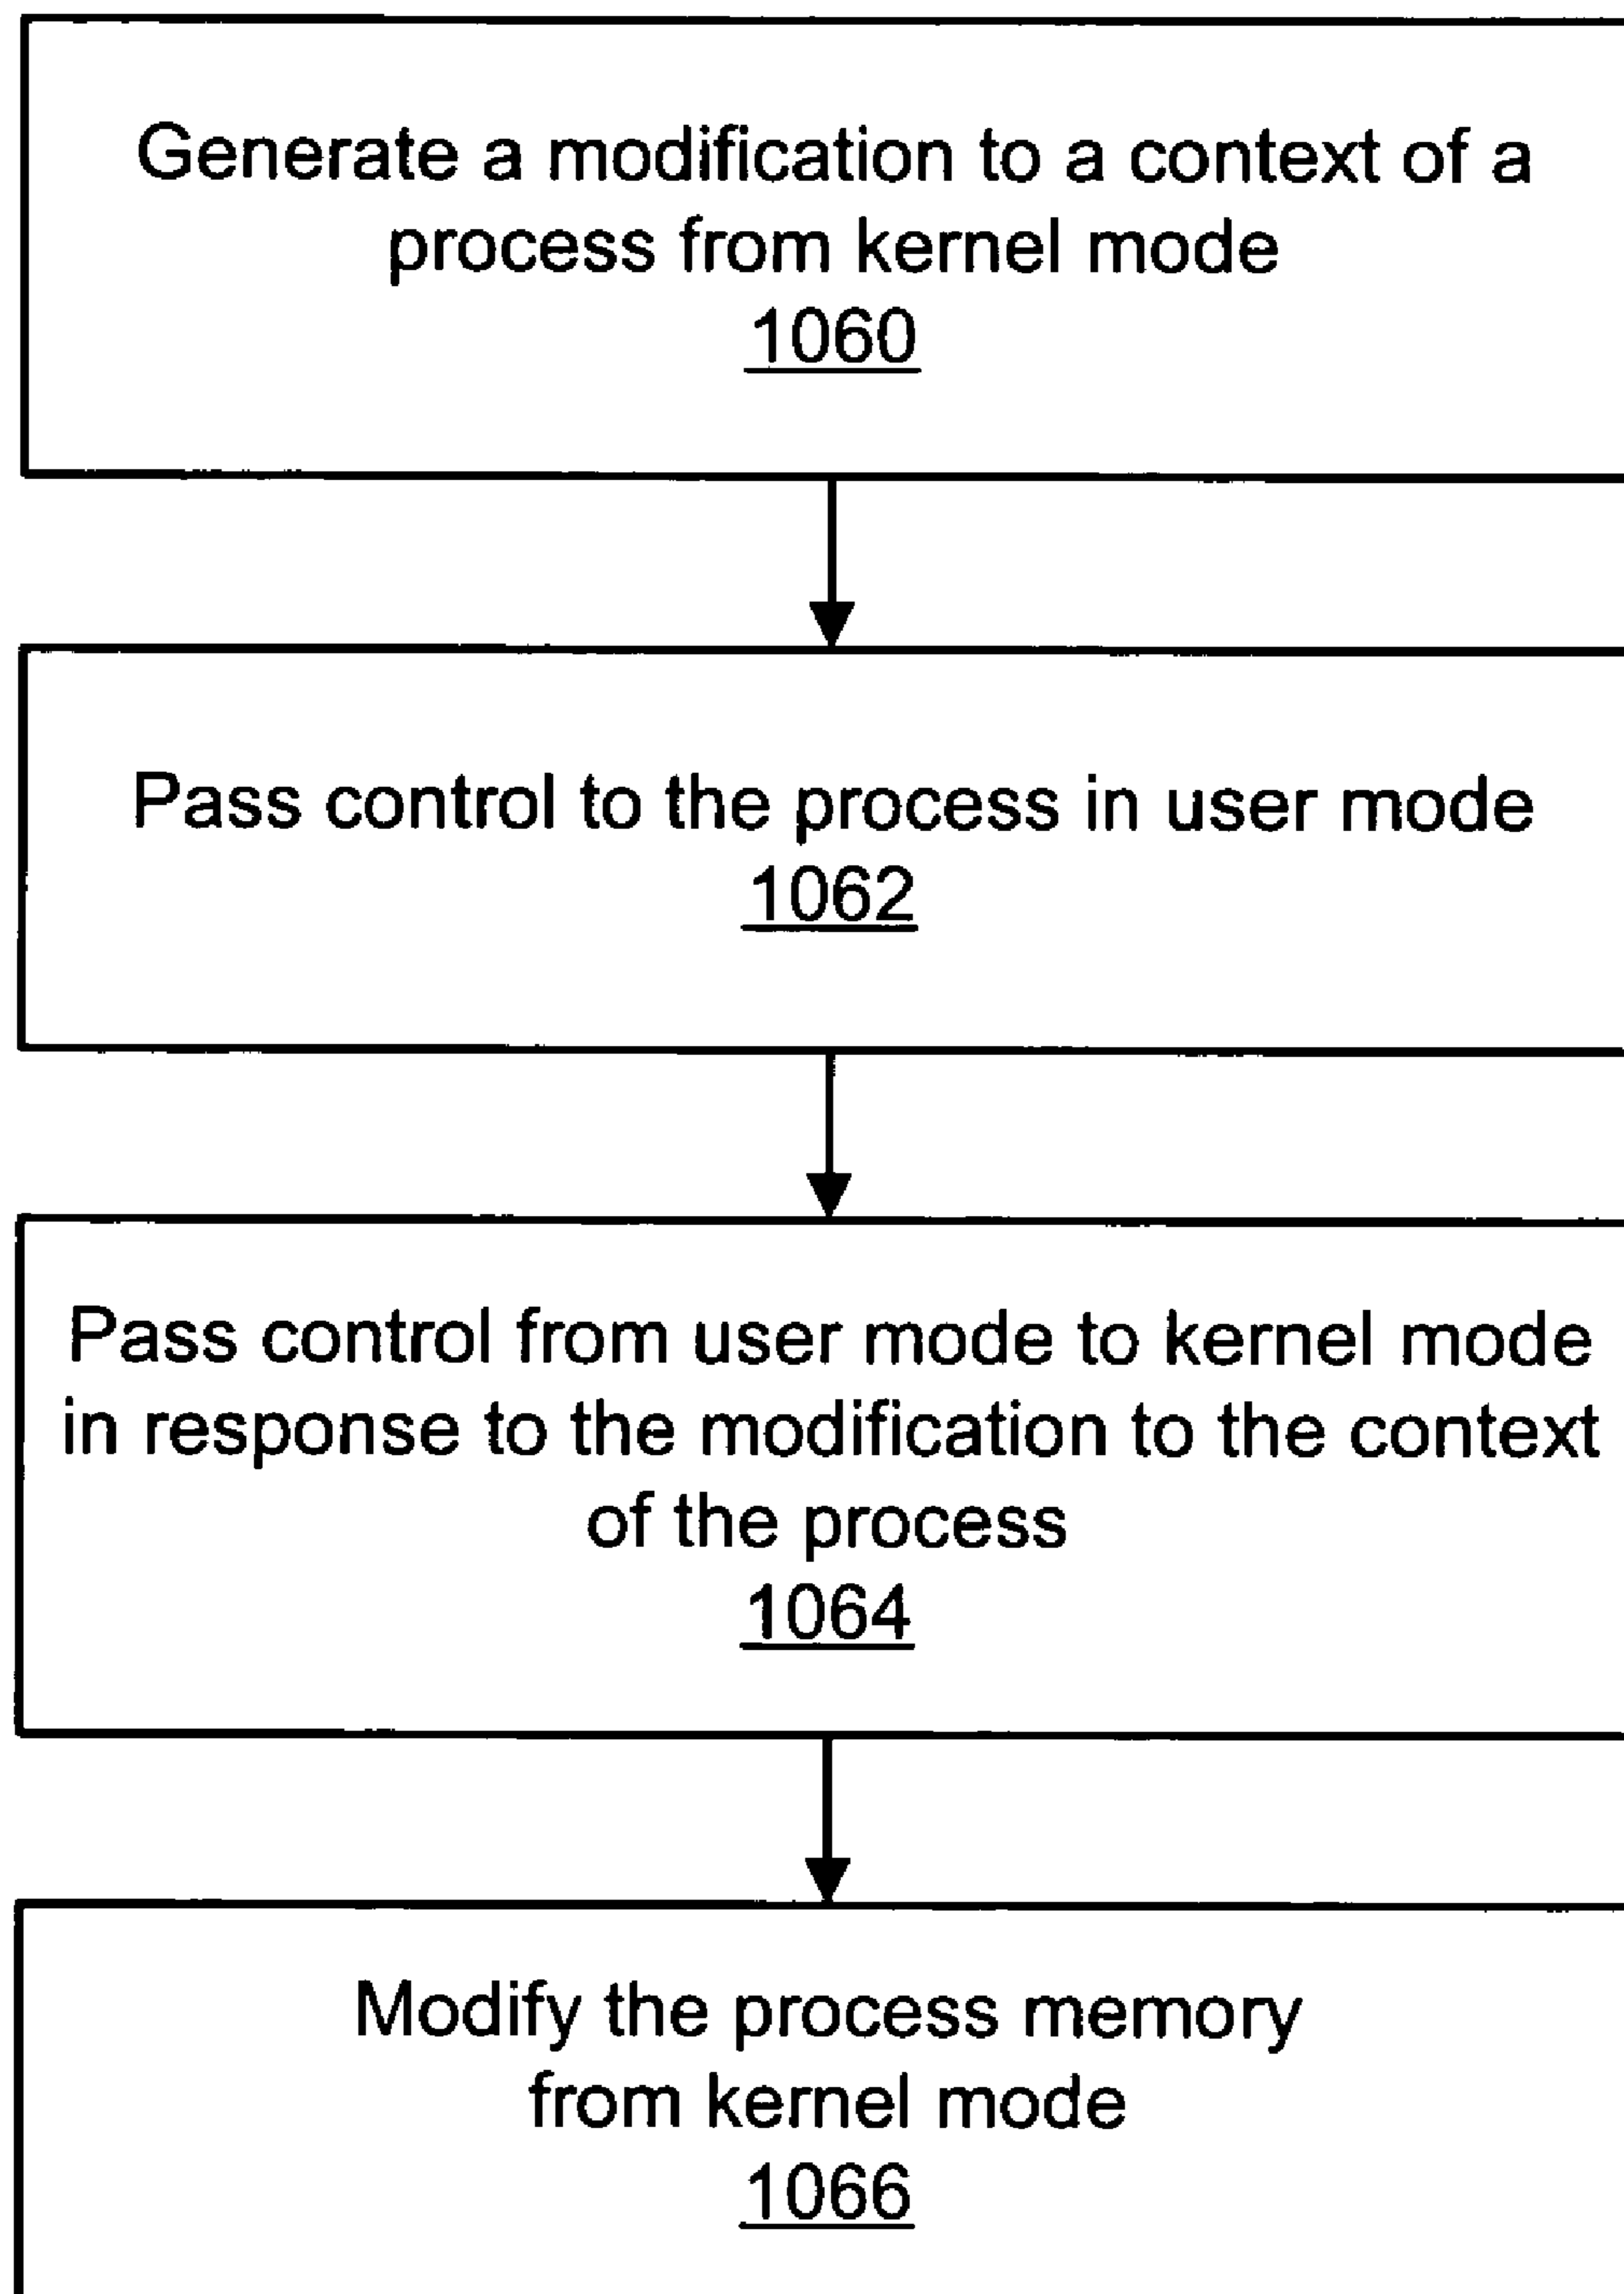 Generate a modification to a context of a
process from kernel mode
1060
Pass control to the process in user mode
1062
Pass control from user mode to kernel mode
in response to the modification to the context
of the process
1064
Modify the process memory
from kernel mode
1066